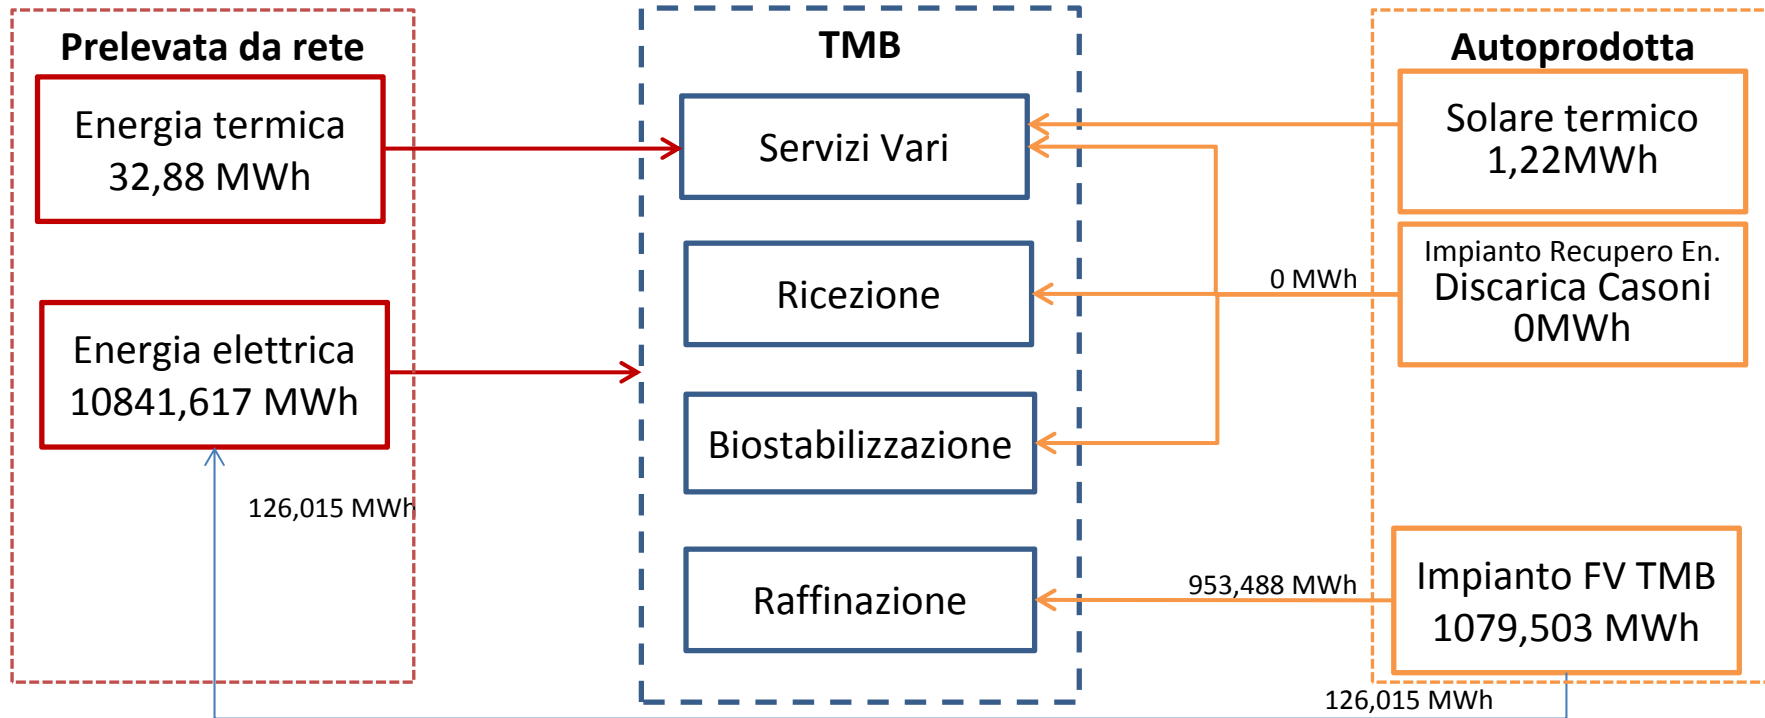 Prelevata da rete
Energia termica
32,88 MWh
Energia elettrica
10841,617 MWh
126,015 MWh
TMB
Servizi Vari
Ricezione
Biostabilizzazione
Raffinazione
0 MWh
953,488 MWh
Autoprodotta
Solare termico
1,22MWh
Impianto Recupero En.
Discarica Casoni
0MWh
Impianto FV TMB
1079,503 MWh
126,015 MWh